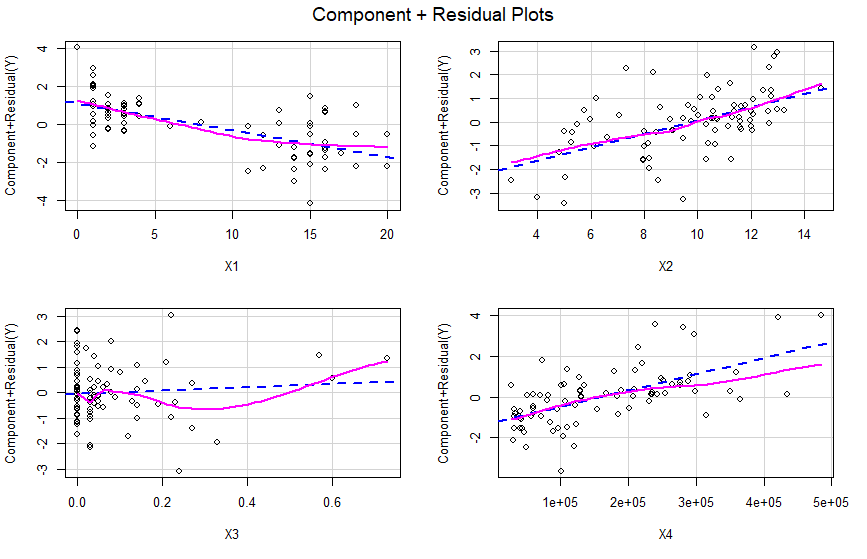 Component + Residual Plots
Component+Residual(Y)
4
2
0
-2
-4
0
5
10
15
20
X1
Component+Residual(Y)
3
2
1
0
-1
-3
4
6
8
10
12
14
X2
Component+Residual(Y)
3
2
1
0
-1
-2
-3
0.0
0.2
0.4
0.6
X3
Component+Residual(Y)
4
2
0
-2
1e+05
2e+05
3e+05
4e+05
5e+05
X4